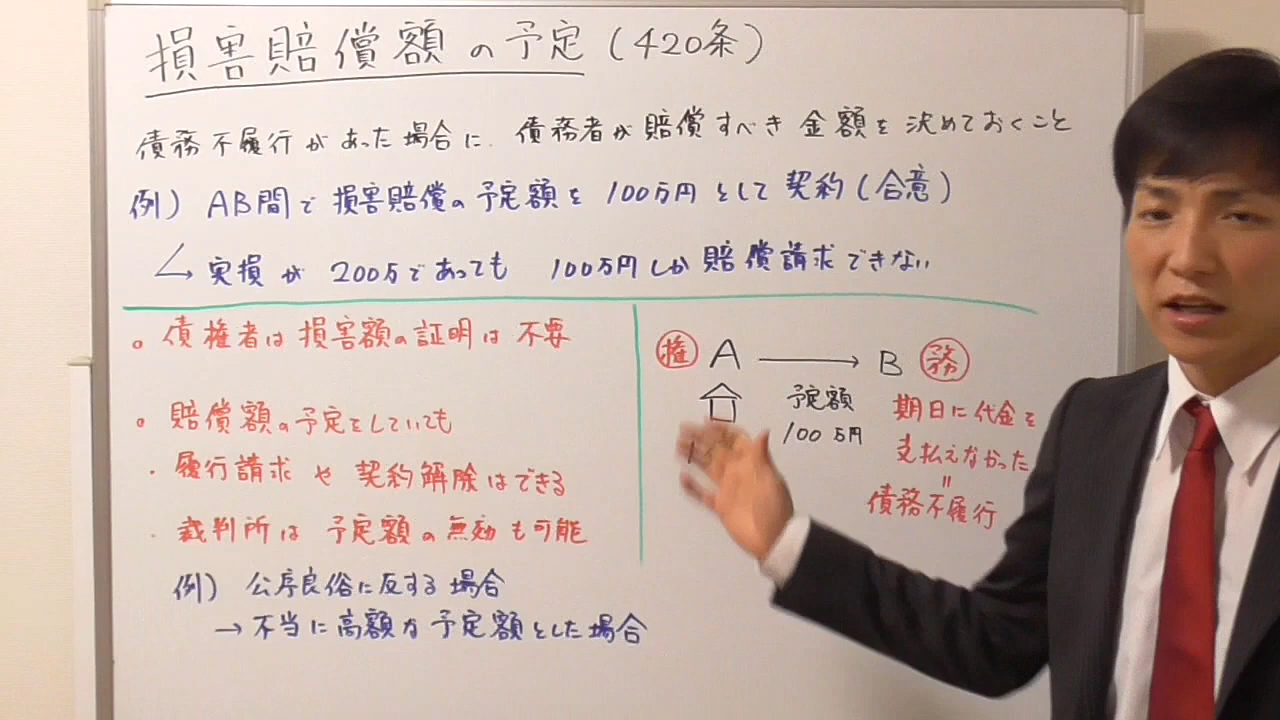 損害賠償額の予定(420条)
債務不履行があった場合に、債務者が賠償すべき金額を決めておくこと
例) AB間で損害賠償の予定額を100万円として契約(合意)
実損が200万であっても 100万円しか賠償請求できない
。債権者は損害額の証明は不要
。賠償額の予定をしていても
・履行請求や契約解除はできる
・裁判所は予定額の無効も可能
例) 公序良俗に反する場合
→不当に高額な予定額とした場合
権 A → B 務
予定額
100万円
期日に代金を
支払えなかった
=
債務不履行